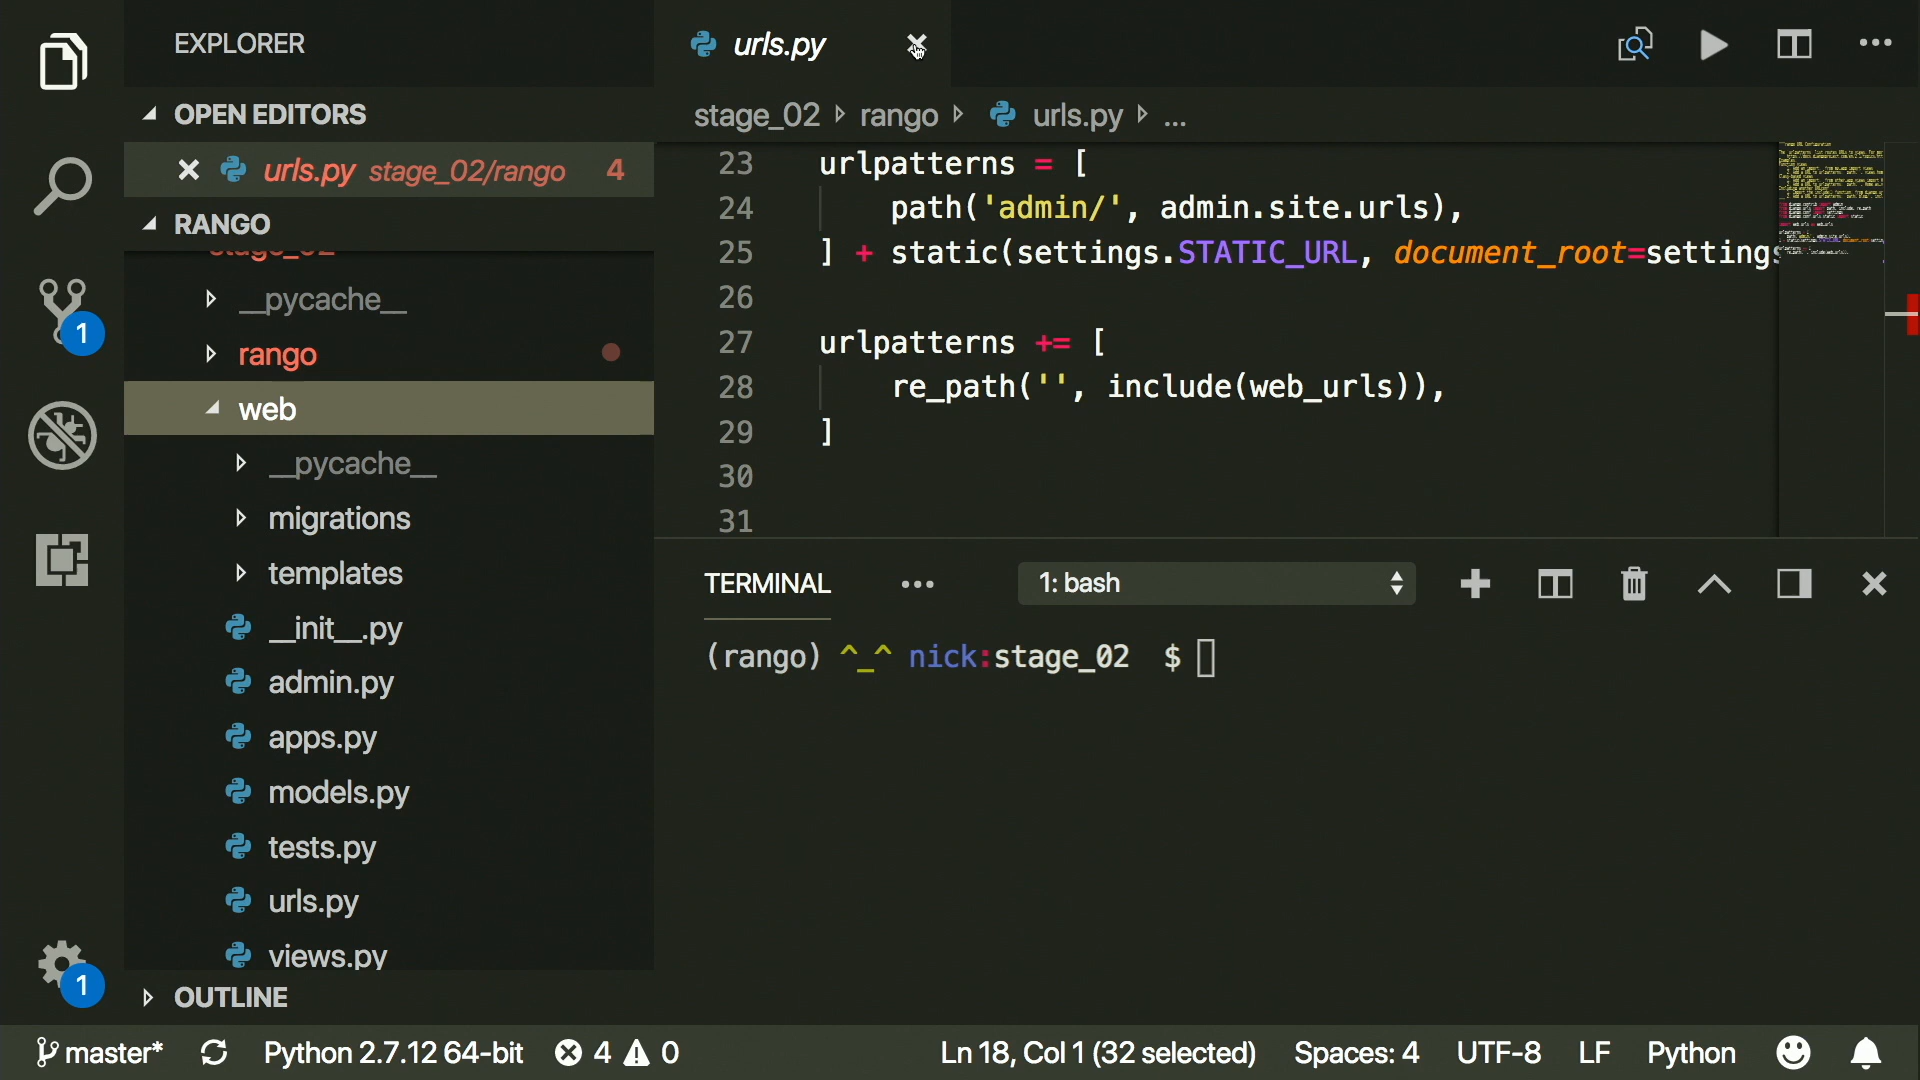 EXPLORER
OPEN EDITORS
urls.py stage_02/rango 4
RANGO
stage_02
__pycache__
rango
web
__pycache__
migrations
templates
__init__.py
admin.py
apps.py
models.py
tests.py
urls.py
views.py
OUTLINE
1
1
urls.py
stage_02 rango urls.py ...
23 urlpatterns = [
24 path('admin/', admin.site.urls),
25 ] + static(settings.STATIC_URL, document_root=settings
26
27 urlpatterns += [
28 re_path('', include(web_urls)),
29 ]
30
31
TERMINAL ... 1: bash
(rango) ^_^ nick:stage_02 $
master* Python 2.7.12 64-bit 4 0 Ln 18, Col 1 (32 selected) Spaces: 4 UTF-8 LF Python